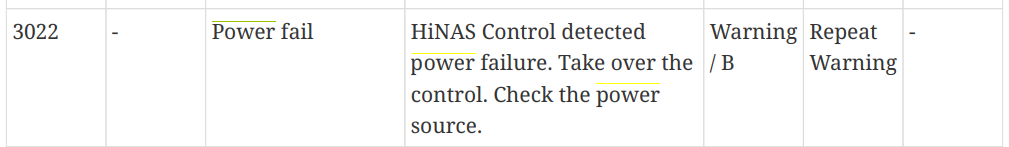 3022 - Power fail HiNAS Control detected Warning Repeat -
power failure. Take over the / B Warning
control. Check the power
source.